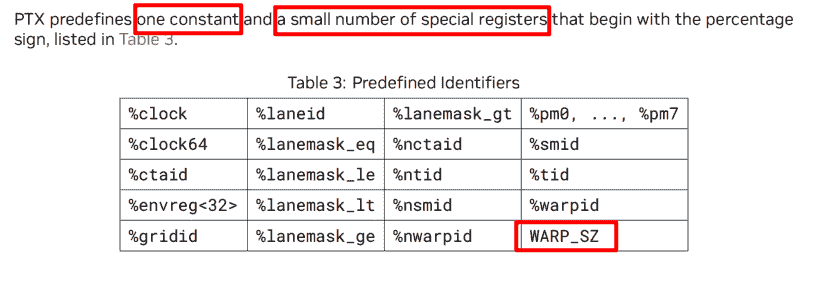 PTX predefines one constant and a small number of special registers that begin with the percentage
sign, listed in Table 3.
Table 3: Predefined Identifiers
%clock %laneid %lanemask_gt %pm0, ..., %pm7
%clock64 %lanemask_eq %nctaid %smid
%ctaid %lanemask_le %ntid %tid
%envreg<32> %lanemask_lt %nsmid %warpid
%gridid %lanemask_ge %nwarpid WARP_SZ